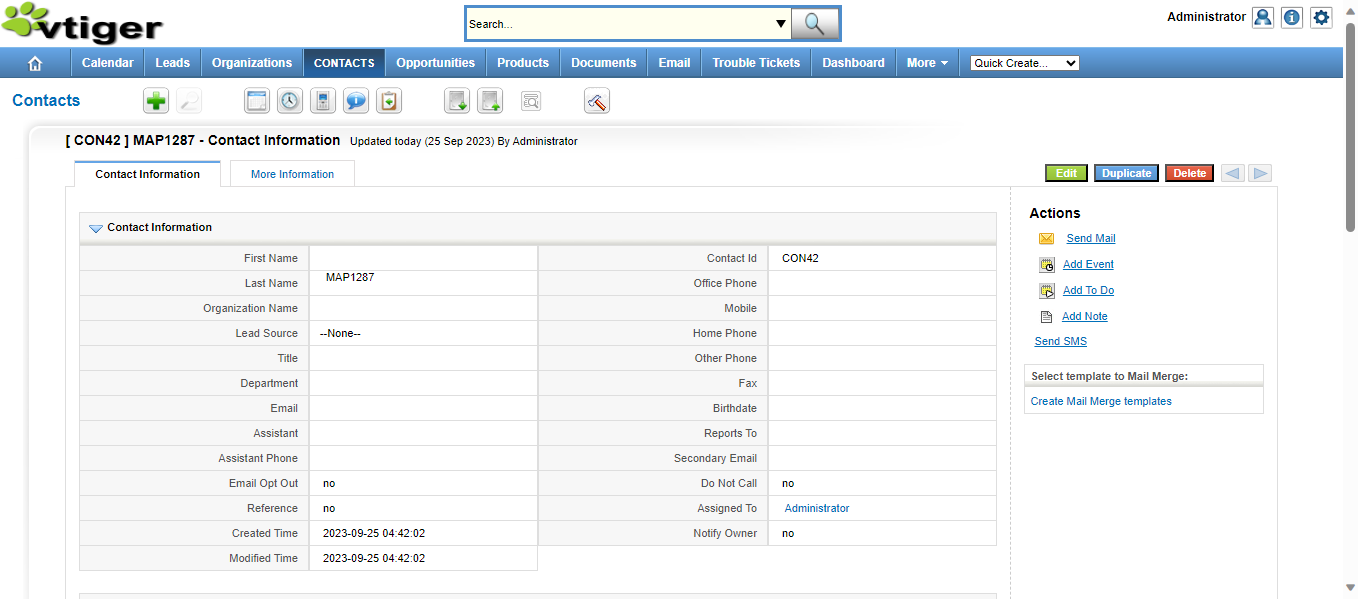 vtiger
Search...
Administrator
Calendar Leads Organizations CONTACTS Opportunities Products Documents Email Trouble Tickets Dashboard More Quick Create...
Contacts
[ CON42 ] MAP1287 - Contact Information Updated today (25 Sep 2023) By Administrator
Contact Information More Information
Edit Duplicate Delete
Contact Information
First Name Contact Id CON42
Last Name MAP1287 Office Phone
Organization Name Mobile
Lead Source --None-- Home Phone
Title Other Phone
Department Fax
Email Birthdate
Assistant Reports To
Assistant Phone Secondary Email
Email Opt Out no Do Not Call no
Reference no Assigned To Administrator
Created Time 2023-09-25 04:42:02 Notify Owner no
Modified Time 2023-09-25 04:42:02
Actions
Send Mail
Add Event
Add To Do
Add Note
Send SMS
Select template to Mail Merge:
Create Mail Merge templates